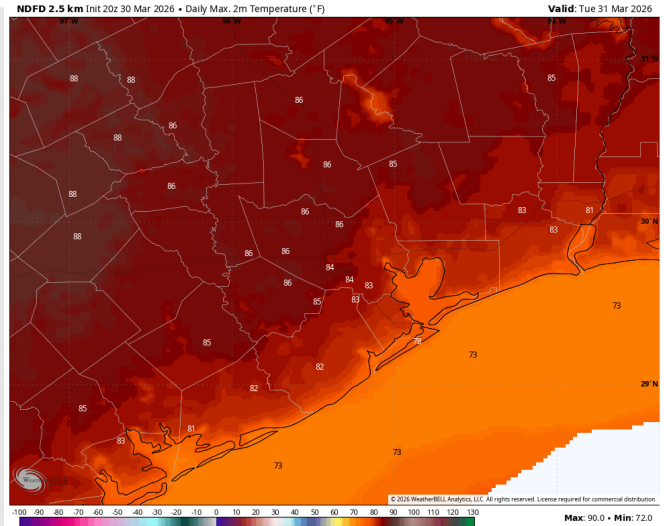 NDFD 2.5 km Init 20z 30 Mar 2026 • Daily Max. 2m Temperature (°F)
Valid: Tue 31 Mar 2026
97°W 96°W 95°W 94°W
31°N
88 88 85
86
86
88
86 85
88 86
86 83 81
30°N
86 83
88
86 86
84
86 84 83
85 83
73
85 78
73
82
29°N
82
85
81
83
73
73
© 2026 WeatherBELL Analytics, LLC. All rights reserved. License required for commercial distribution.
-100 -90 -80 -70 -60 -50 -40 -30 -20 -10 0 10 20 30 40 50 60 70 80 90 100 110 120 130
Max: 90.0 • Min: 72.0